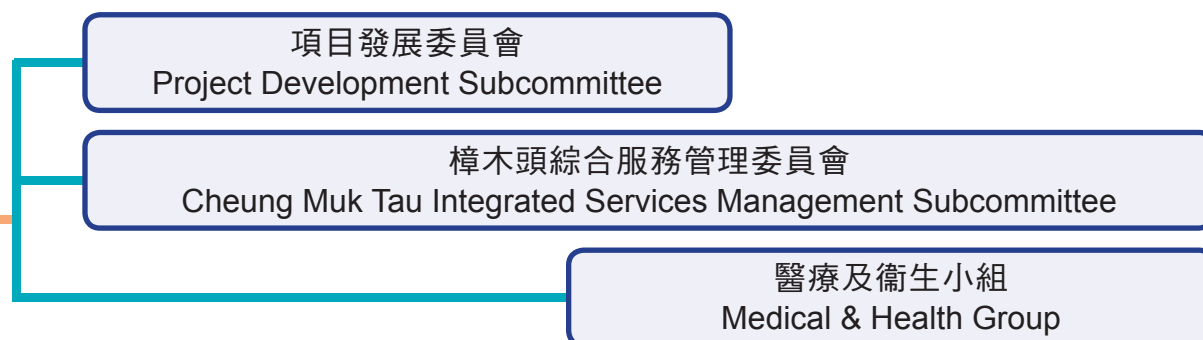 項目發展委員會
Project Development Subcommittee
樟木頭綜合服務管理委員會
Cheung Muk Tau Integrated Services Management Subcommittee
醫療及衞生小組
Medical & Health Group